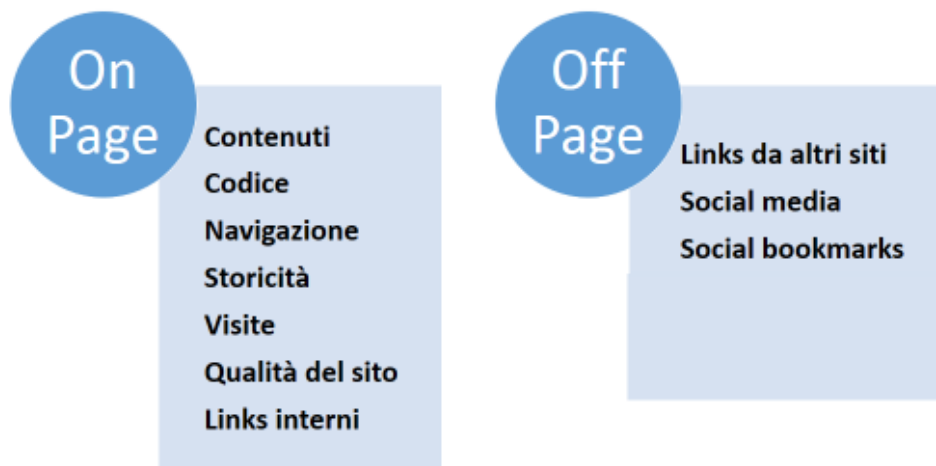 On
Page
Contenuti
Codice
Navigazione
Storicità
Visite
Qualità del sito
Links interni
Off
Page
Links da altri siti
Social media
Social bookmarks